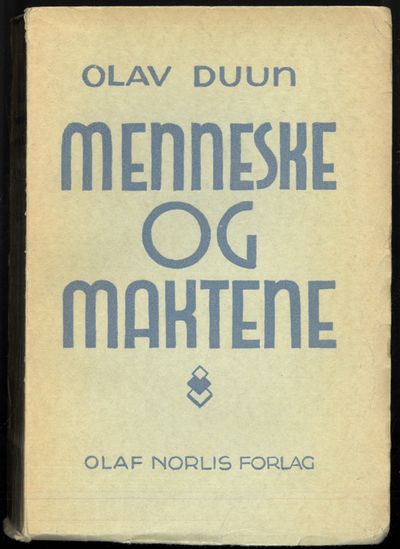 OLAV DUUN
MENNESKE
OG
MAKTENE
OLAF NORLIS FORLAG